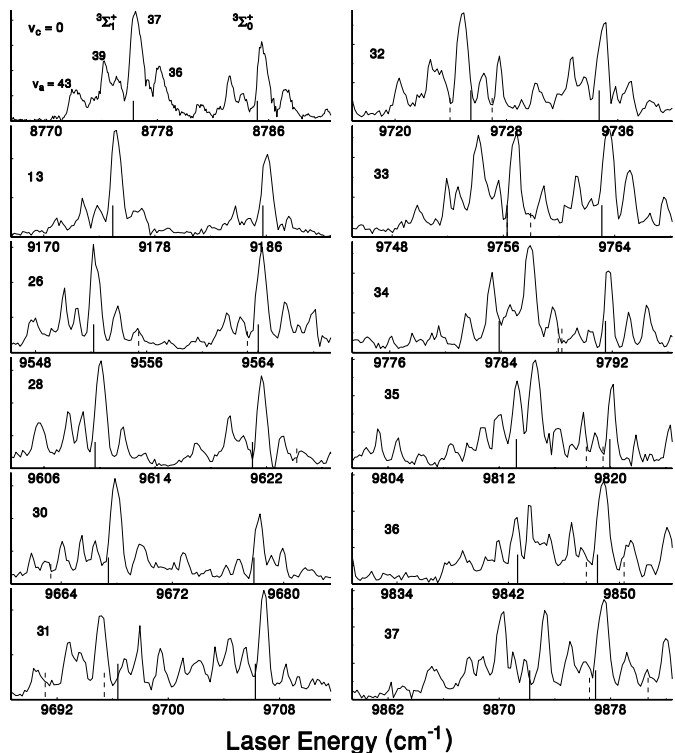 v_c = 0
³Σ₁⁺
37
³Σ₀⁺
39
36
v_a = 43
8770 8778 8786
13
9170 9178 9186
26
9548 9556 9564
28
9606 9614 9622
30
9664 9672 9680
31
9692 9700 9708
32
9720 9728 9736
33
9748 9756 9764
34
9776 9784 9792
35
9804 9812 9820
36
9834 9842 9850
37
9862 9870 9878
Laser Energy (cm⁻¹)